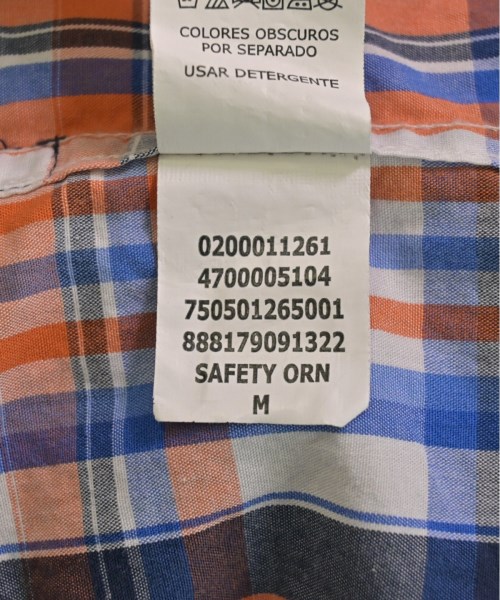 COLORES OBSCUROS
POR SEPARADO
USAR DETERGENTE
0200011261
4700005104
750501265001
888179091322
SAFETY ORN
M